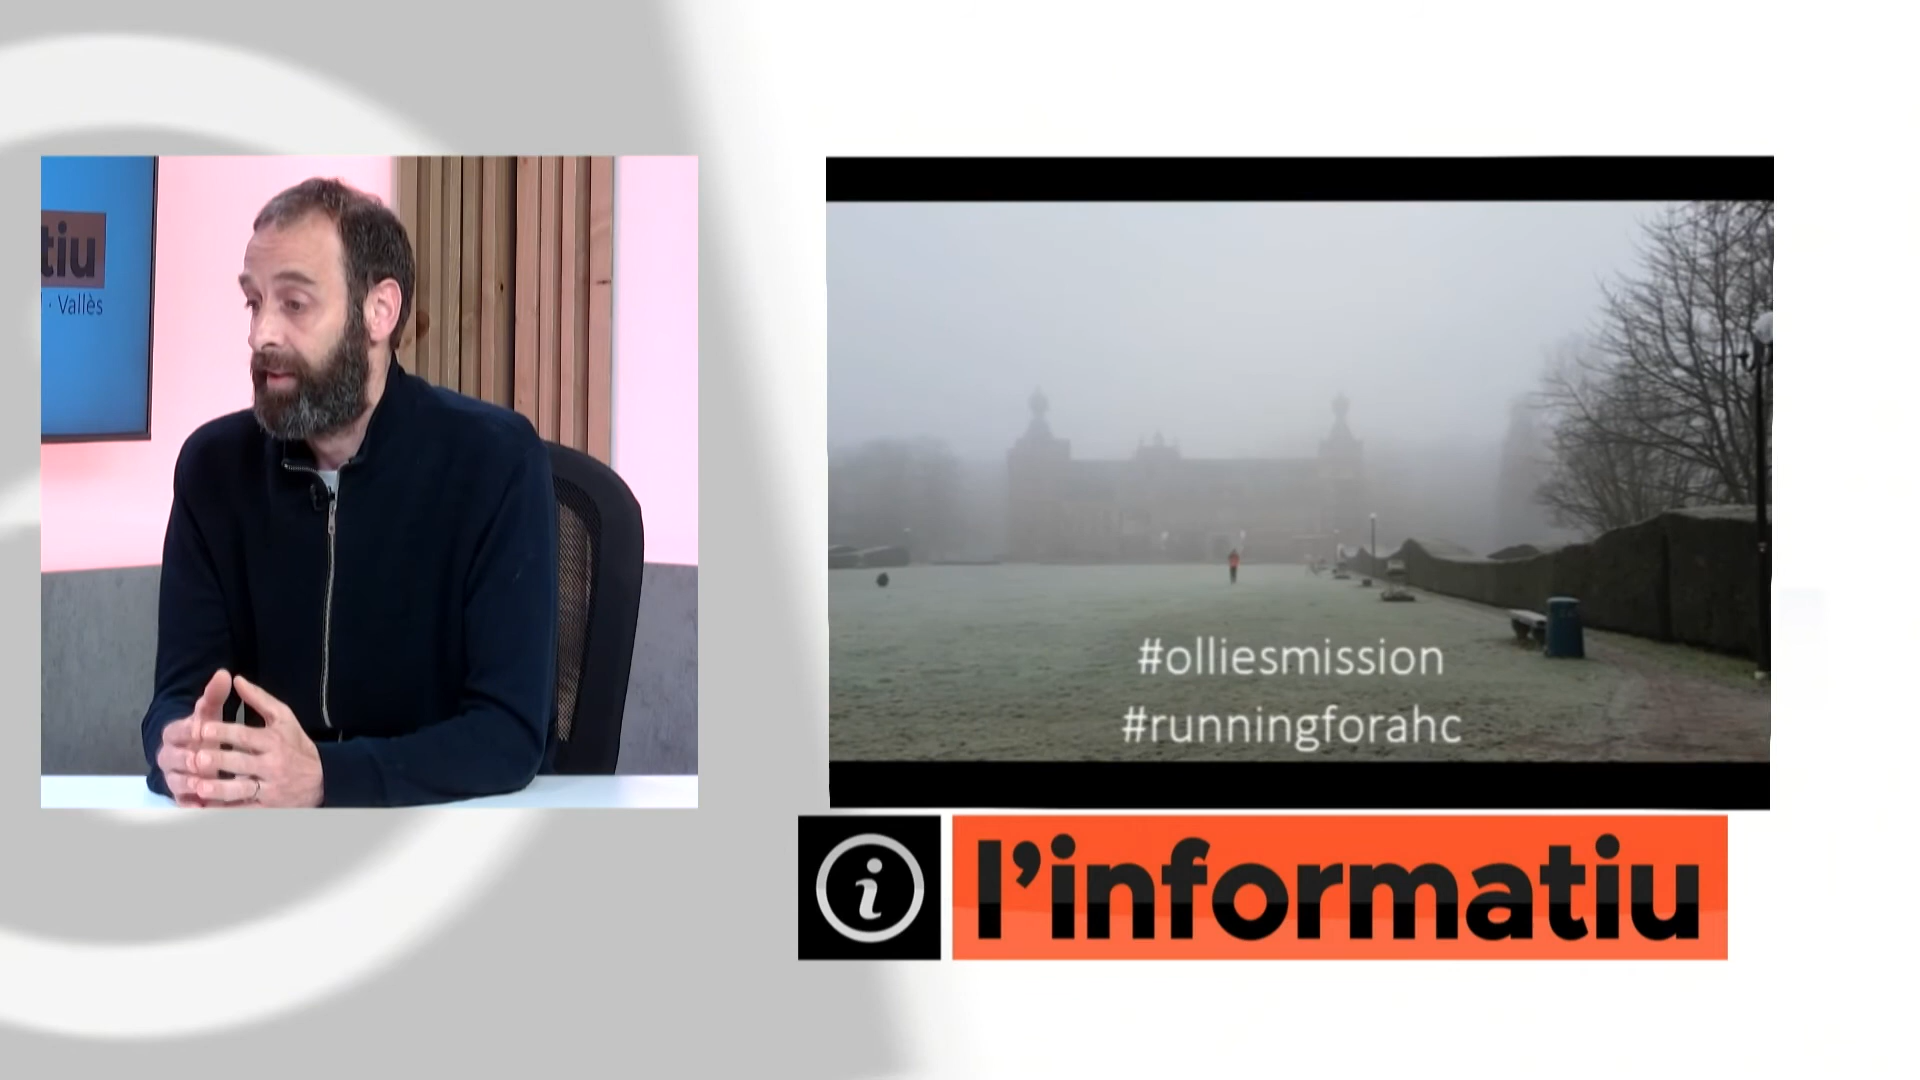 tiu
· Vallès
#olliesmission
#runningforahc
i l'informatiu